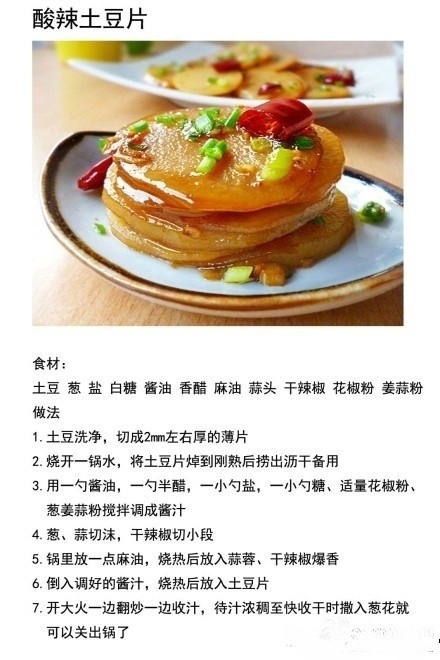 酸辣土豆片
食材：
土豆 葱 盐 白糖 酱油 香醋 麻油 蒜头 干辣椒 花椒粉 姜蒜粉
做法
1.土豆洗净，切成2mm左右厚的薄片
2.烧开一锅水，将土豆片焯到刚熟后捞出沥干备用
3.用一勺酱油，一勺半醋，一小勺盐，一小勺糖、适量花椒粉、
葱姜蒜粉搅拌调成酱汁
4.葱、蒜切沫，干辣椒切小段
5.锅里放一点麻油，烧热后放入蒜蓉、干辣椒爆香
6.倒入调好的酱汁，烧热后放入土豆片
7.开大火一边翻炒一边收汁，待汁浓稠至快收干时撒入葱花就
可以关出锅了